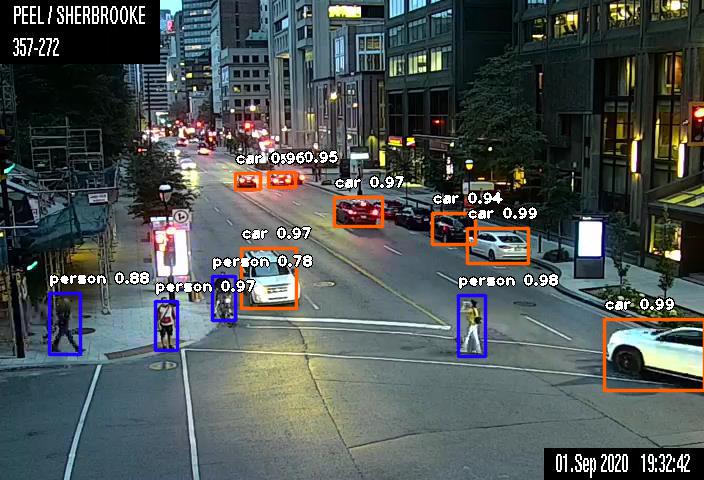 PEEL / SHERBROOKE
357-272
car 0.96
0.95
car 0.97
car 0.94
car 0.99
car 0.97
person 0.78
person 0.88
person 0.97
person 0.98
car 0.99
01.Sep 2020 19:32:42